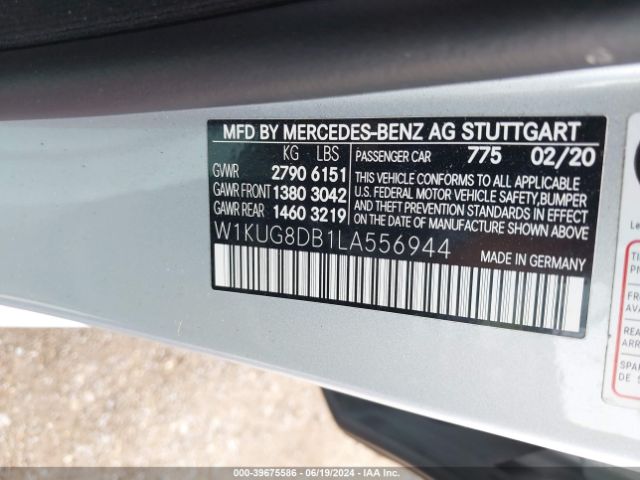 MFD BY MERCEDES-BENZ AG STUTTGART
KG LBS PASSENGER CAR 775 02/20
GVWR 2790 6151
GAWR FRONT 1380 3042
GAWR REAR 1460 3219
THIS VEHICLE CONFORMS TO ALL APPLICABLE
U.S. FEDERAL MOTOR VEHICLE SAFETY, BUMPER
AND THEFT PREVENTION STANDARDS IN EFFECT
ON THE DATE OF MANUFACTURE SHOWN ABOVE
W1KUG8DB1LA556944
MADE IN GERMANY
000-39675586 - 06/19/2024 - IAA Inc.